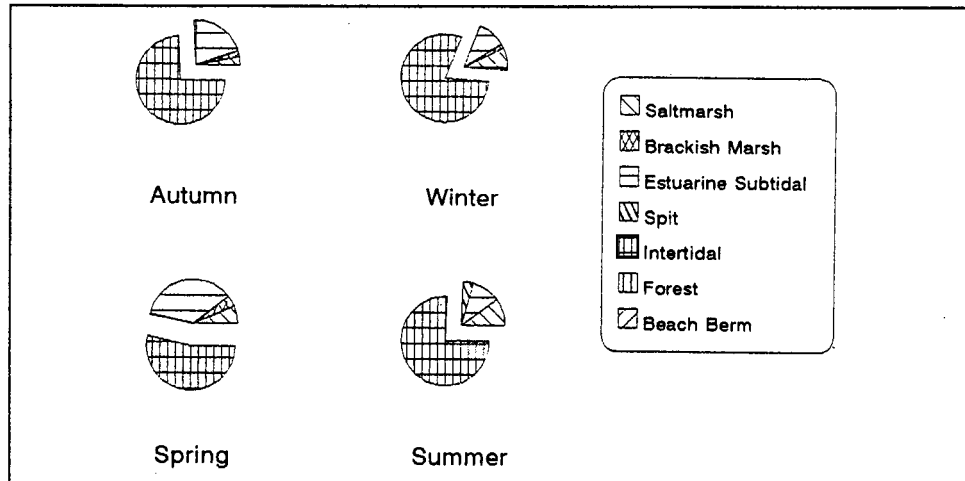 Autumn
Winter
Spring
Summer
Saltmarsh
Brackish Marsh
Estuarine Subtidal
Spit
Intertidal
Forest
Beach Berm